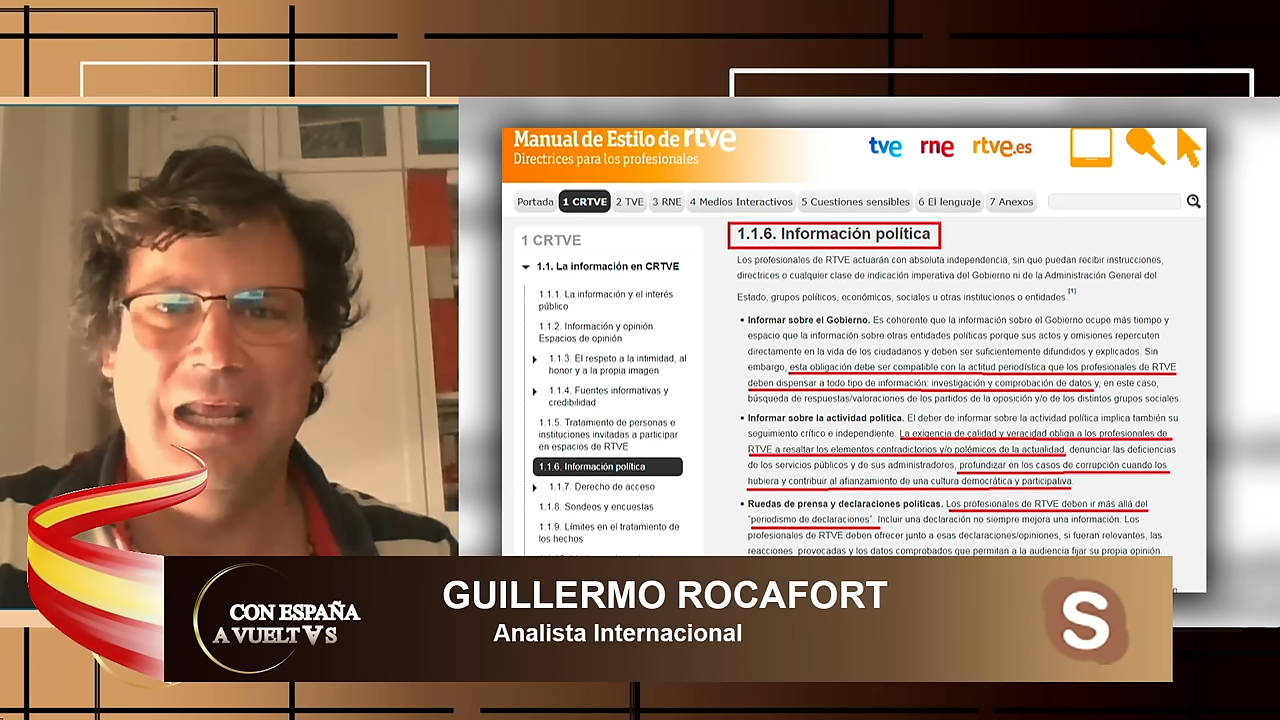 Manual de Estilo de rtve
Directrices para los profesionales
tve rne rtve.es
Portada 1 CRTVE 2 TVE 3 RNE 4 Medios Interactivos 5 Cuestiones sensibles 6 El lenguaje 7 Anexos
1 CRTVE
1.1. La información en CRTVE
1.1.1. La información y el interés
público
1.1.2. Información y opinión.
Espacios de opinión
1.1.3. El respeto a la intimidad, al
honor y a la propia imagen
1.1.4. Fuentes informativas y
credibilidad
1.1.5. Tratamiento de personas e
instituciones invitadas a participar
en espacios de RTVE
1.1.6. Información política
1.1.7. Derecho de acceso
1.1.8. Sondeos y encuestas
1.1.9. Límites en el tratamiento de
los hechos
1.1.6. Información política
Los profesionales de RTVE actuarán con absoluta independencia, sin que puedan recibir instrucciones,
directrices o cualquier clase de indicación imperativa del Gobierno ni de la Administración General del
Estado, grupos políticos, económicos, sociales u otras instituciones o entidades.[1]
• Informar sobre el Gobierno. Es coherente que la información sobre el Gobierno ocupe más tiempo y
espacio que la información sobre otras entidades políticas porque sus actos y omisiones repercuten
directamente en la vida de los ciudadanos y deben ser suficientemente difundidos y explicados. Sin
embargo, esta obligación debe ser compatible con la actitud periodística que los profesionales de RTVE
deben dispensar a todo tipo de información: investigación y comprobación de datos y, en este caso,
búsqueda de respuestas/valoraciones de los partidos de la oposición y/o de los distintos grupos sociales.
• Informar sobre la actividad política. El deber de informar sobre la actividad política implica también su
seguimiento crítico e independiente. La exigencia de calidad y veracidad obliga a los profesionales de
RTVE a resaltar los elementos contradictorios y/o polémicos de la actualidad, denunciar las deficiencias
de los servicios públicos y de sus administradores, profundizar en los casos de corrupción cuando los
hubiera y contribuir al afianzamiento de una cultura democrática y participativa.
• Ruedas de prensa y declaraciones políticas. Los profesionales de RTVE deben ir más allá del
"periodismo de declaraciones". Incluir una declaración no siempre mejora una información. Los
profesionales de RTVE deben ofrecer junto a esas declaraciones/opiniones, si fueran relevantes, las
reacciones provocadas y los datos comprobados que permitan a la audiencia fijar su propia opinión.
CON ESPAÑA
A VUELTAS
GUILLERMO ROCAFORT
Analista Internacional
S